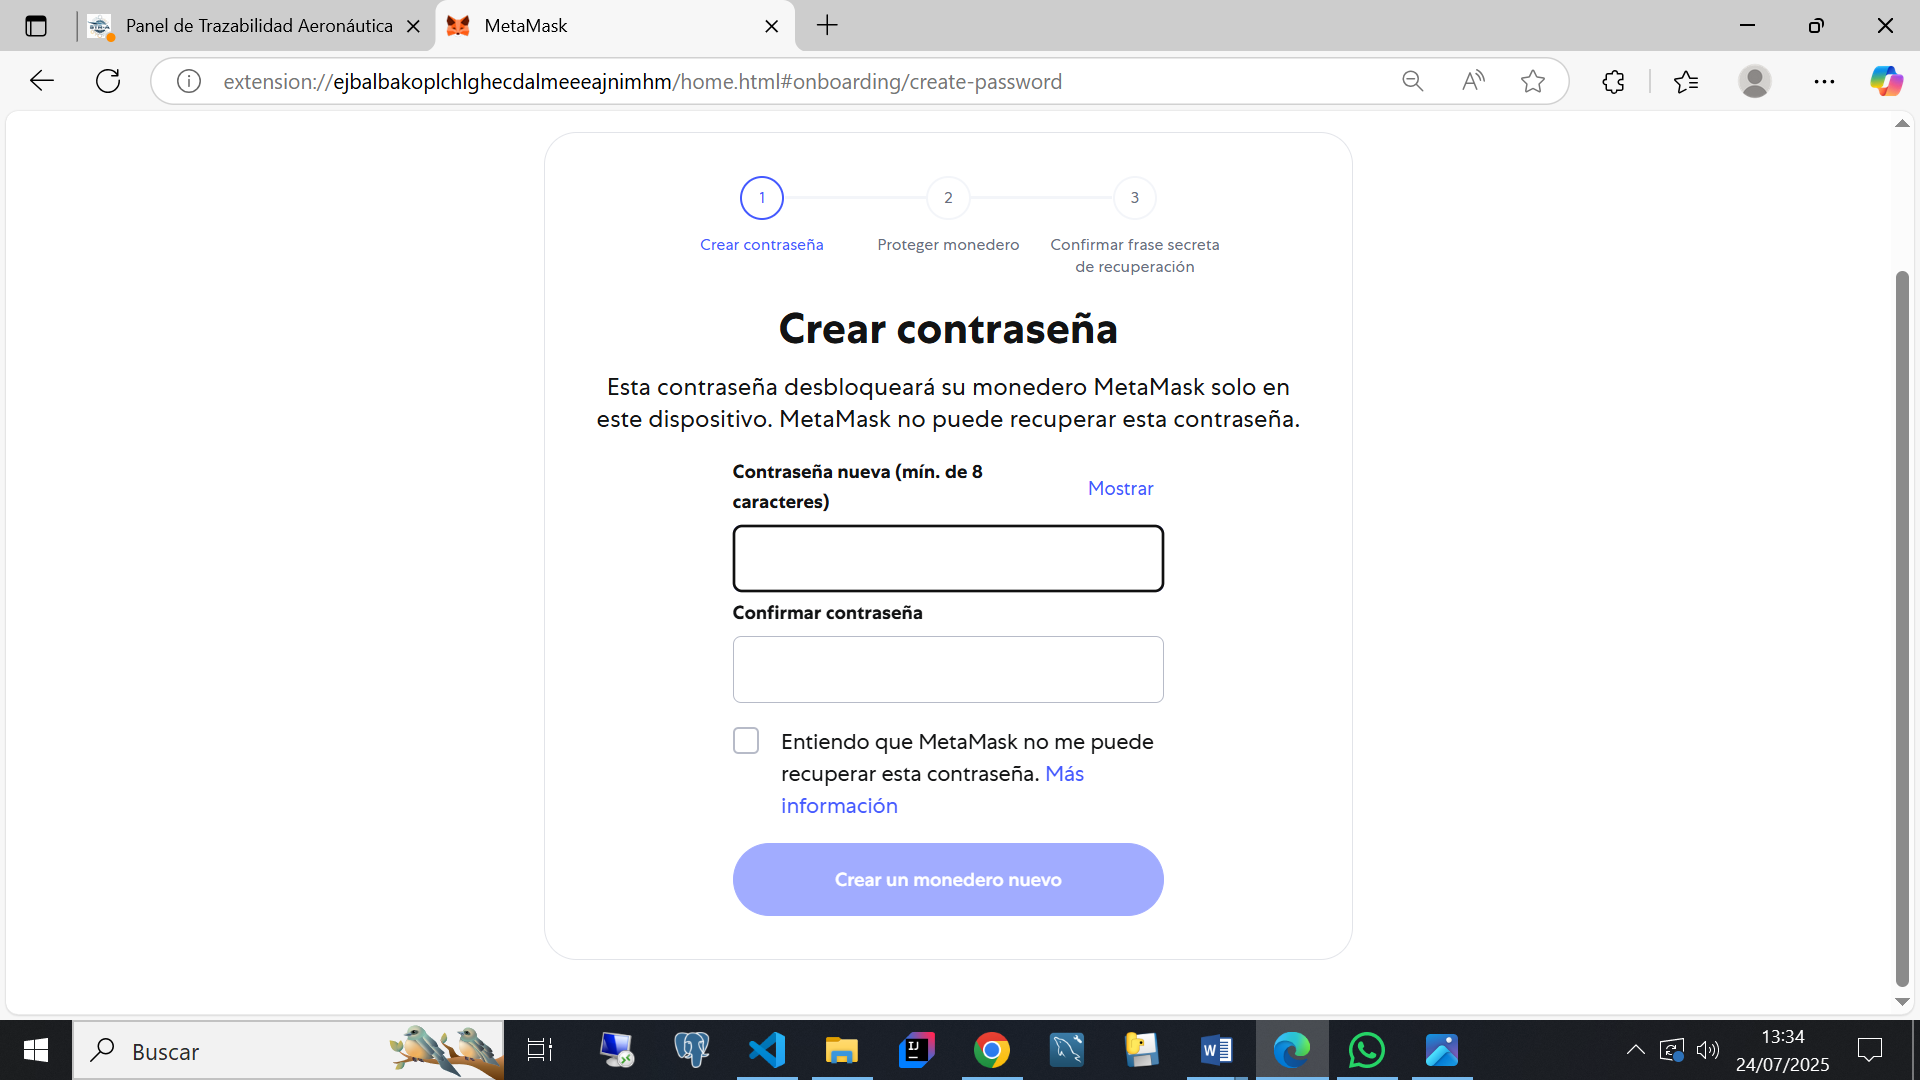 Panel de Trazabilidad Aeronáutica
MetaMask
extension://ejbalbakoplchlghecdalmeeeajnimhm/home.html#onboarding/create-password
1
2
3
Crear contraseña
Proteger monedero
Confirmar frase secreta
de recuperación
Crear contraseña
Esta contraseña desbloqueará su monedero MetaMask solo en
este dispositivo. MetaMask no puede recuperar esta contraseña.
Contraseña nueva (mín. de 8
caracteres)
Mostrar
Confirmar contraseña
Entiendo que MetaMask no me puede
recuperar esta contraseña. Más
información
Crear un monedero nuevo
Buscar
13:34
24/07/2025